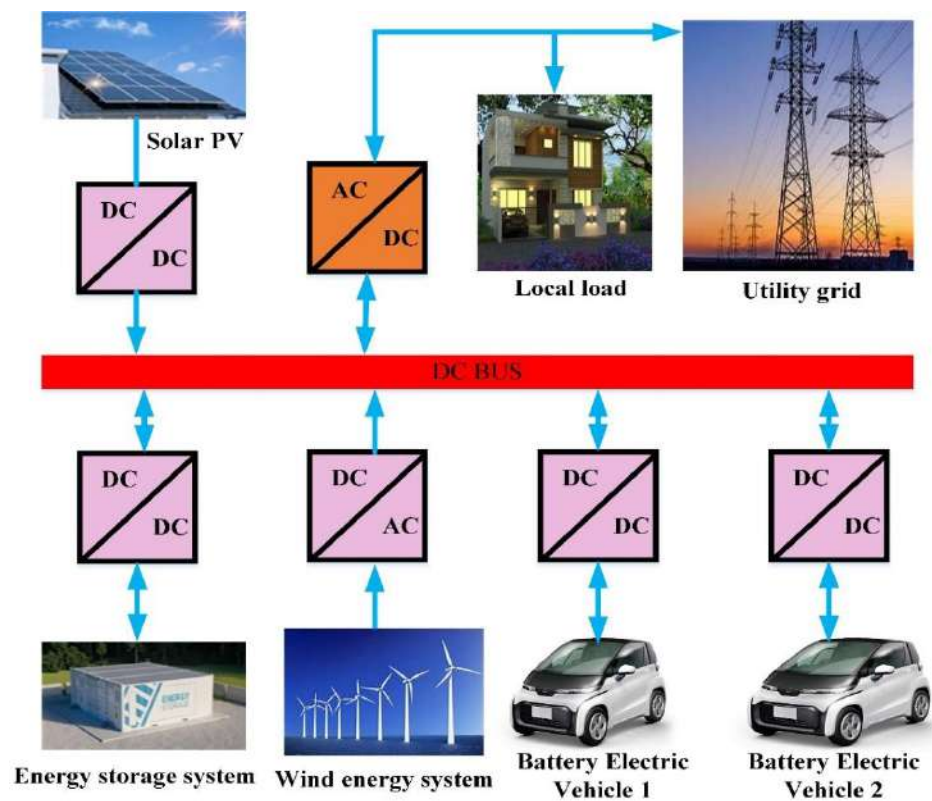 Solar PV
DC
DC
AC
DC
Local load
Utility grid
DC BUS
DC
DC
DC
AC
DC
DC
DC
DC
ENERGY
Energy storage system
Wind energy system
Battery Electric
Vehicle 1
Battery Electric
Vehicle 2